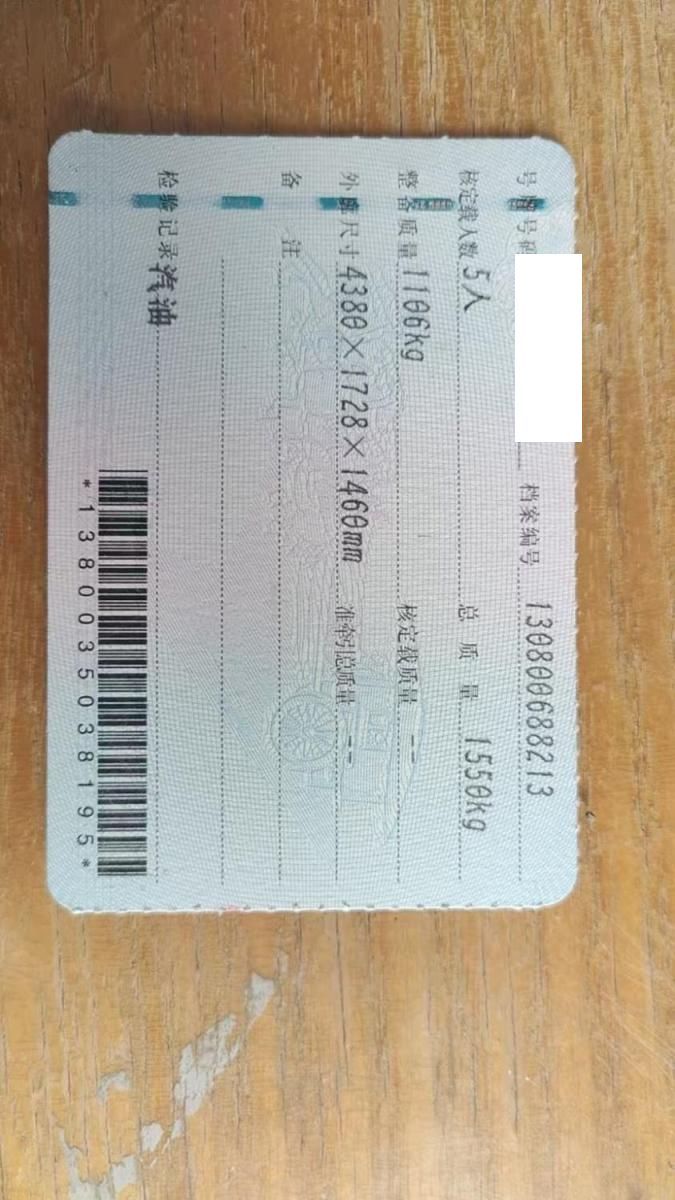 号牌号码 档案编号 130800688213
核定载人数 5人 总质量 1550kg
整备质量 1106kg 核定载质量 --
外廓尺寸 4380×1728×1460mm 准牵引总质量 --
备注
检验记录 汽油
*1380035038195*